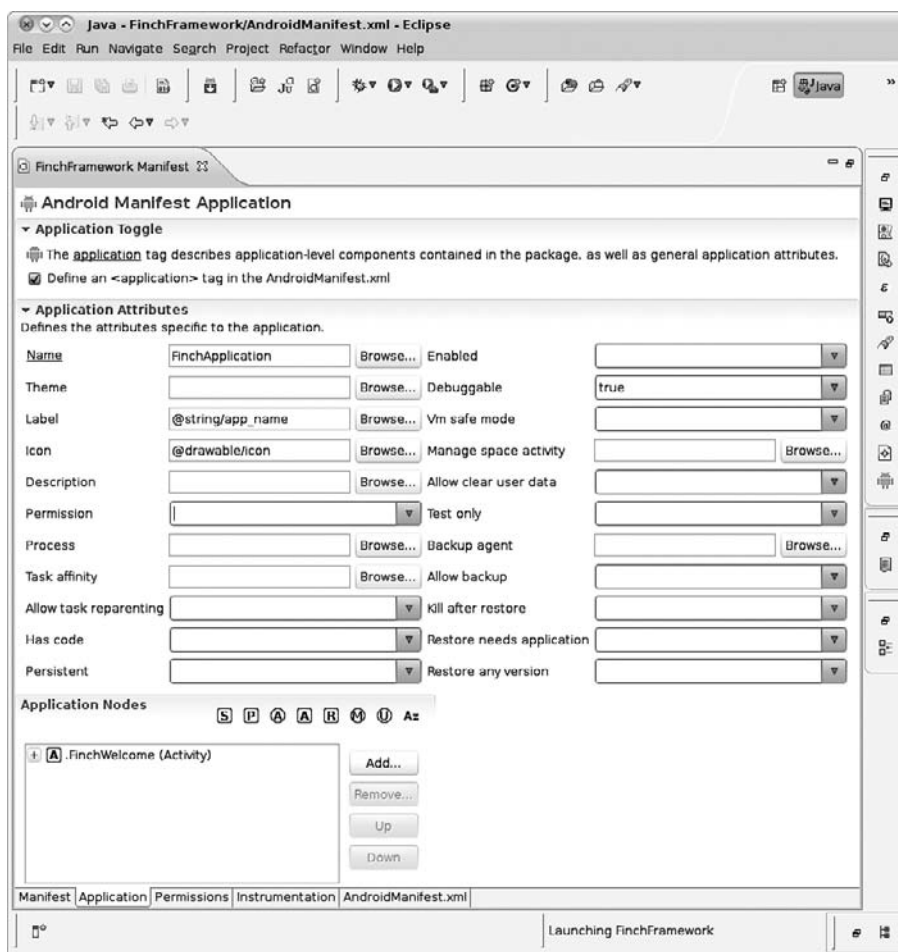 Java - FinchFramework/AndroidManifest.xml - Eclipse
File Edit Run Navigate Search Project Refactor Window Help
Java »
FinchFramework Manifest
Android Manifest Application
Application Toggle
The application tag describes application-level components contained in the package, as well as general application attributes.
Define an <application> tag in the AndroidManifest.xml
Application Attributes
Defines the attributes specific to the application.
Name FinchApplication Browse... Enabled
Theme Browse... Debuggable true
Label @string/app_name Browse... Vm safe mode
Icon @drawable/icon Browse... Manage space activity Browse...
Description Browse... Allow clear user data
Permission Test only
Process Browse... Backup agent Browse...
Task affinity Browse... Allow backup
Allow task reparenting Kill after restore
Has code Restore needs application
Persistent Restore any version
Application Nodes
S P A A R M U Az
A .FinchWelcome (Activity)
Add...
Remove...
Up
Down
Manifest Application Permissions Instrumentation AndroidManifest.xml
Launching FinchFramework